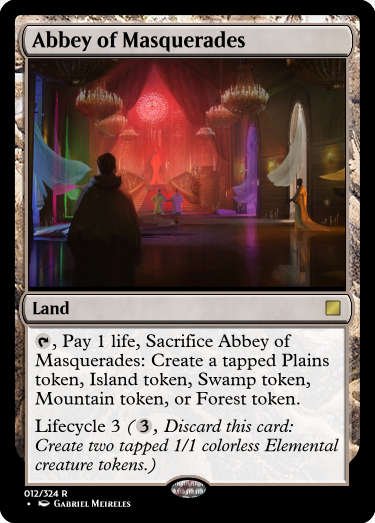 Abbey of Masquerades
Land
, Pay 1 life, Sacrifice Abbey of
Masquerades: Create a tapped Plains
token, Island token, Swamp token,
Mountain token, or Forest token.
Lifecycle 3 (3, Discard this card:
Create two tapped 1/1 colorless Elemental
creature tokens.)
012/324 R
• Gabriel Meireles